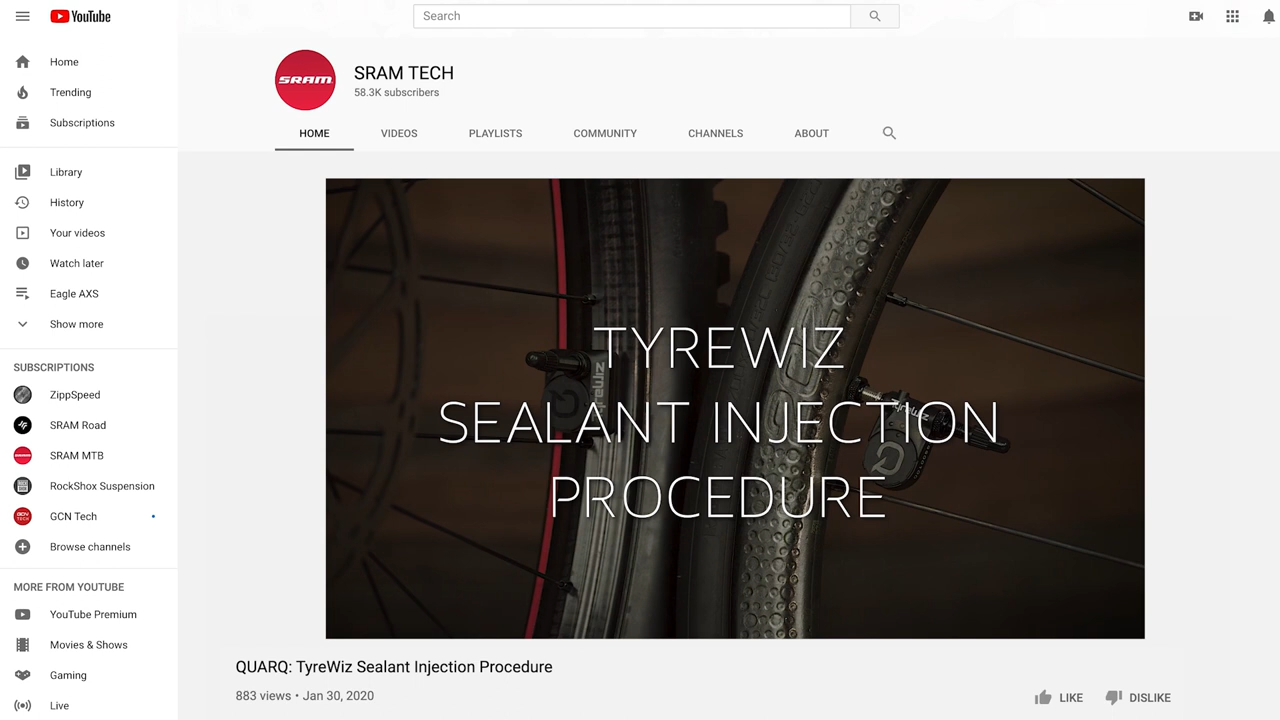 YouTube
Search
Home
Trending
Subscriptions
Library
History
Your videos
Watch later
Eagle AXS
Show more
SUBSCRIPTIONS
ZippSpeed
SRAM Road
SRAM MTB
RockShox Suspension
GCN Tech
Browse channels
MORE FROM YOUTUBE
YouTube Premium
Movies & Shows
Gaming
Live
SRAM
SRAM TECH
58.3K subscribers
HOME VIDEOS PLAYLISTS COMMUNITY CHANNELS ABOUT
TYREWIZ
SEALANT INJECTION
PROCEDURE
tyreWiz
tyreWiz
QUARQ: TyreWiz Sealant Injection Procedure
883 views • Jan 30, 2020
LIKE DISLIKE